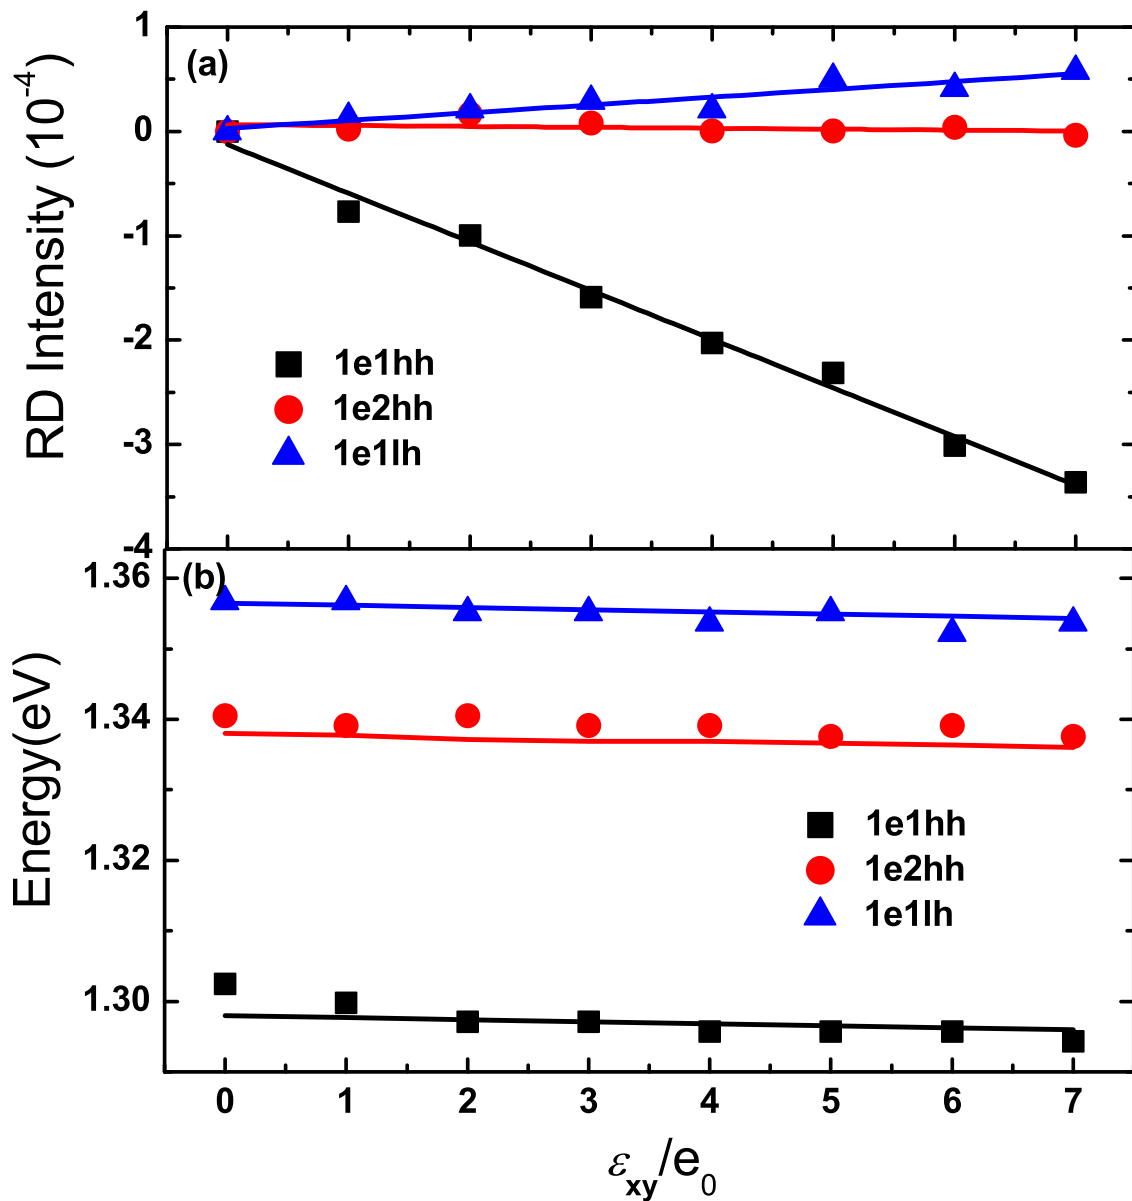 (a)
RD Intensity (10⁻⁴)
1
0
-1
-2
-3
-4
1e1hh
1e2hh
1e1lh
(b)
Energy(eV)
1.36
1.34
1.32
1.30
1e1hh
1e2hh
1e1lh
0 1 2 3 4 5 6 7
εxy/e₀